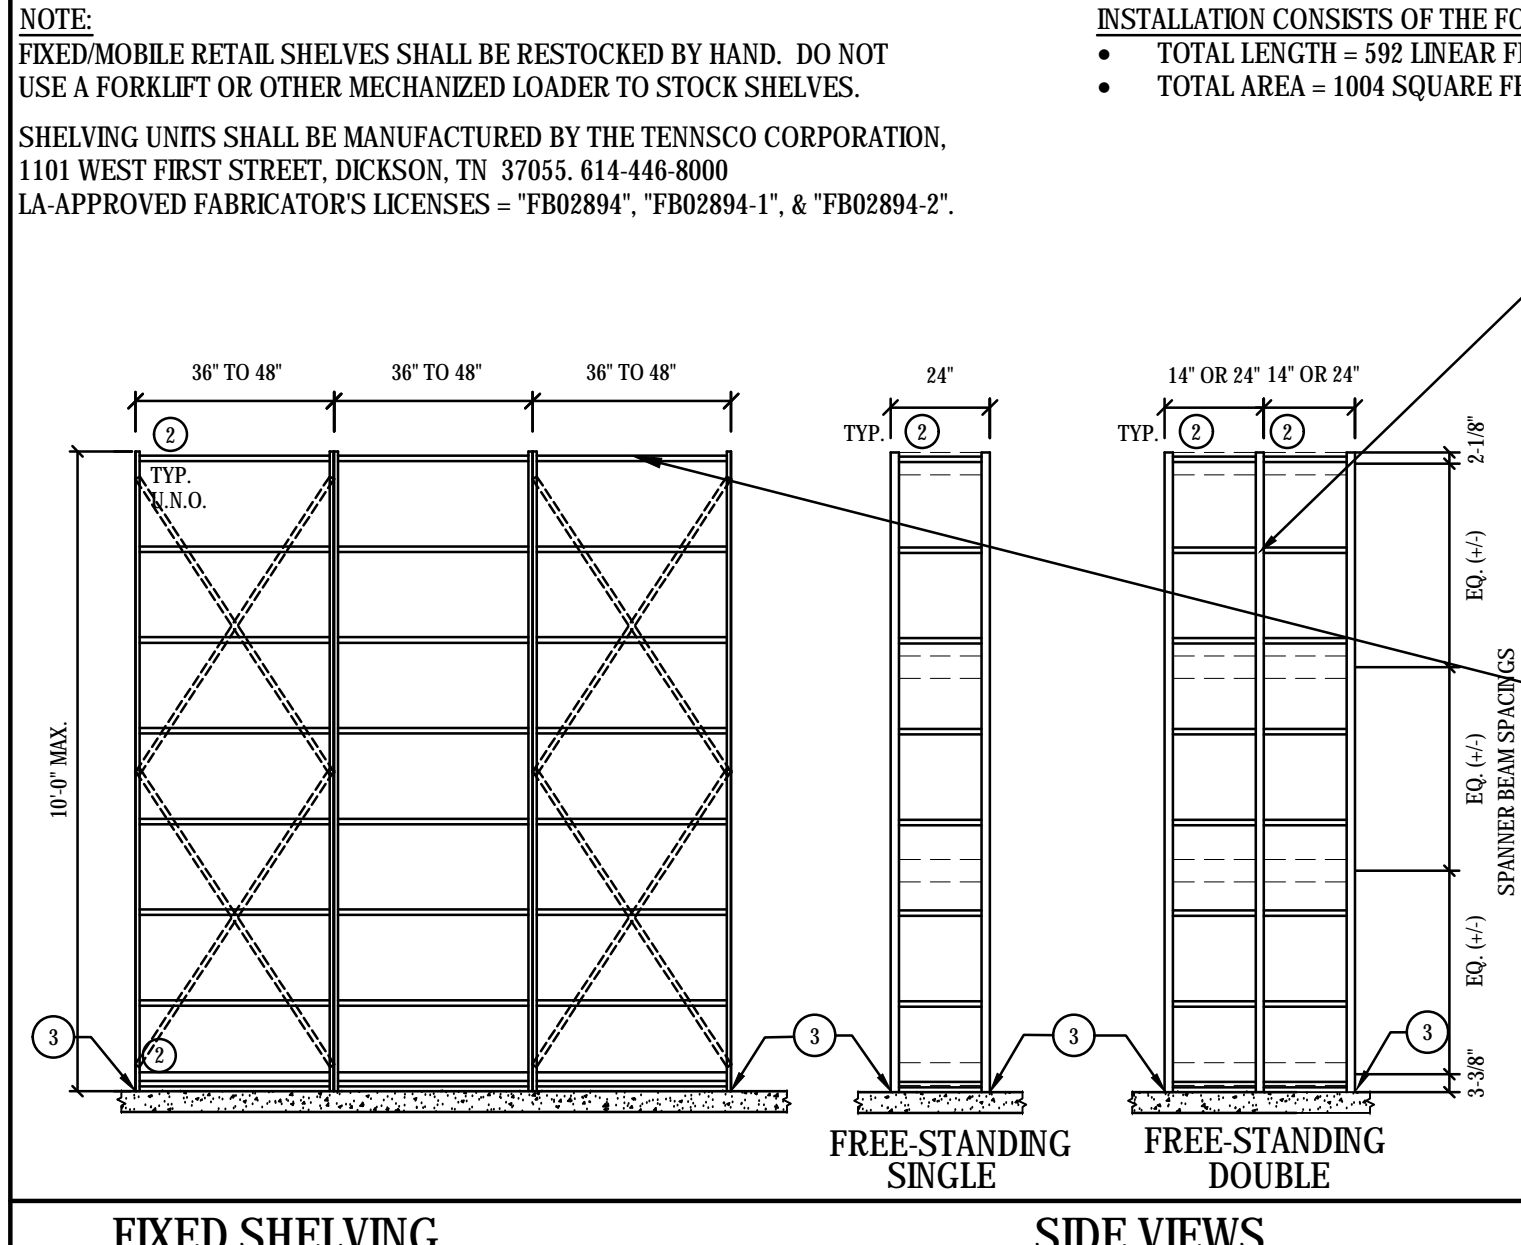 NOTE:
FIXED/MOBILE RETAIL SHELVES SHALL BE RESTOCKED BY HAND. DO NOT
USE A FORKLIFT OR OTHER MECHANIZED LOADER TO STOCK SHELVES.
SHELVING UNITS SHALL BE MANUFACTURED BY THE TENNSCO CORPORATION,
1101 WEST FIRST STREET, DICKSON, TN 37055. 614-446-8000
LA-APPROVED FABRICATOR'S LICENSES = "FB02894", "FB02894-1", & "FB02894-2".
INSTALLATION CONSISTS OF THE
• TOTAL LENGTH = 592 LINEAR
• TOTAL AREA = 1004 SQUARE
36" TO 48" 36" TO 48" 36" TO 48"
2
TYP.
U.N.O.
10'-0" MAX.
3
2
3
24"
TYP. 2
3
FREE-STANDING
SINGLE
14" OR 24" 14" OR 24"
TYP. 2 2
2-1/8"
EQ. (+/-)
EQ. (+/-)
EQ. (+/-)
SPANNER BEAM SPACINGS
3
3-3/8"
FREE-STANDING
DOUBLE
FIXED SHELVING
SIDE VIEWS